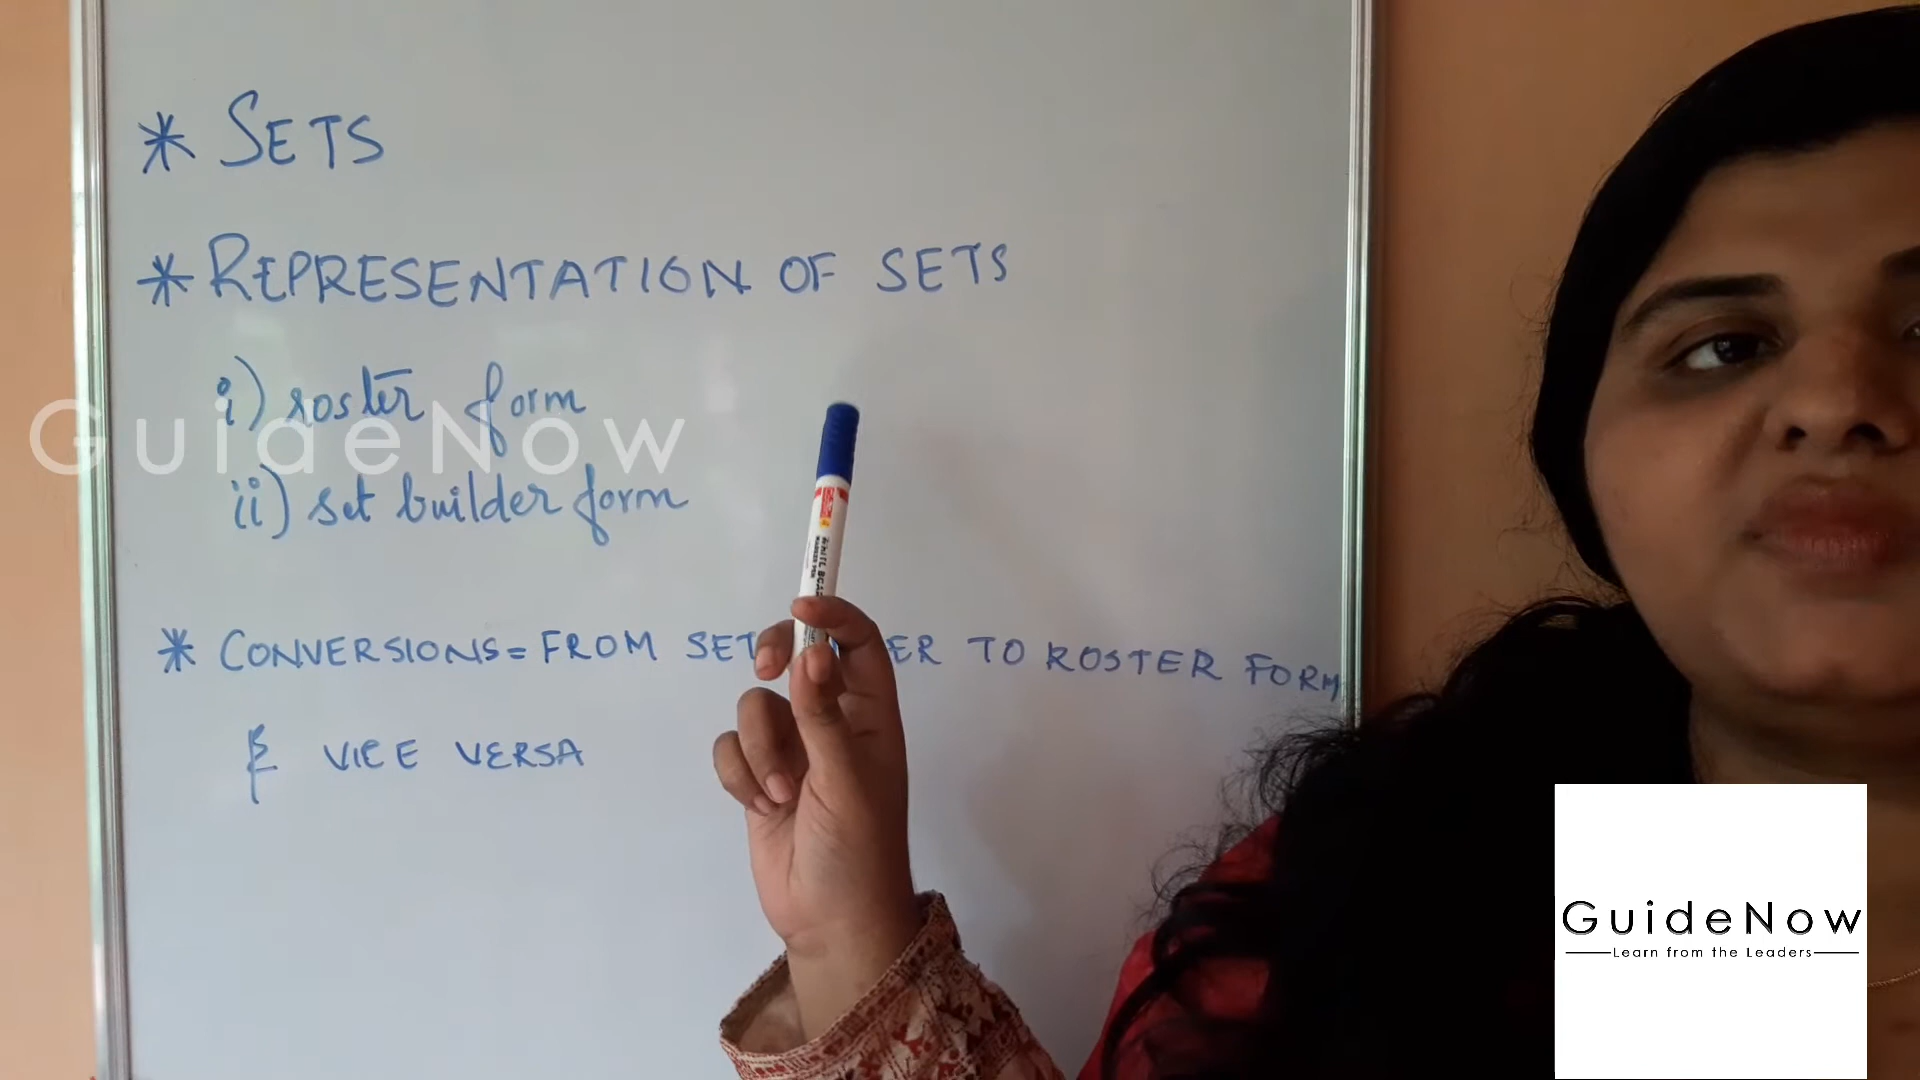 * SETS
* REPRESENTATION OF SETS
i) roster form
GuideNow
ii) set builder form
* CONVERSIONS = FROM SET ER TO ROSTER FORM
& VICE VERSA
GuideNow
Learn from the Leaders